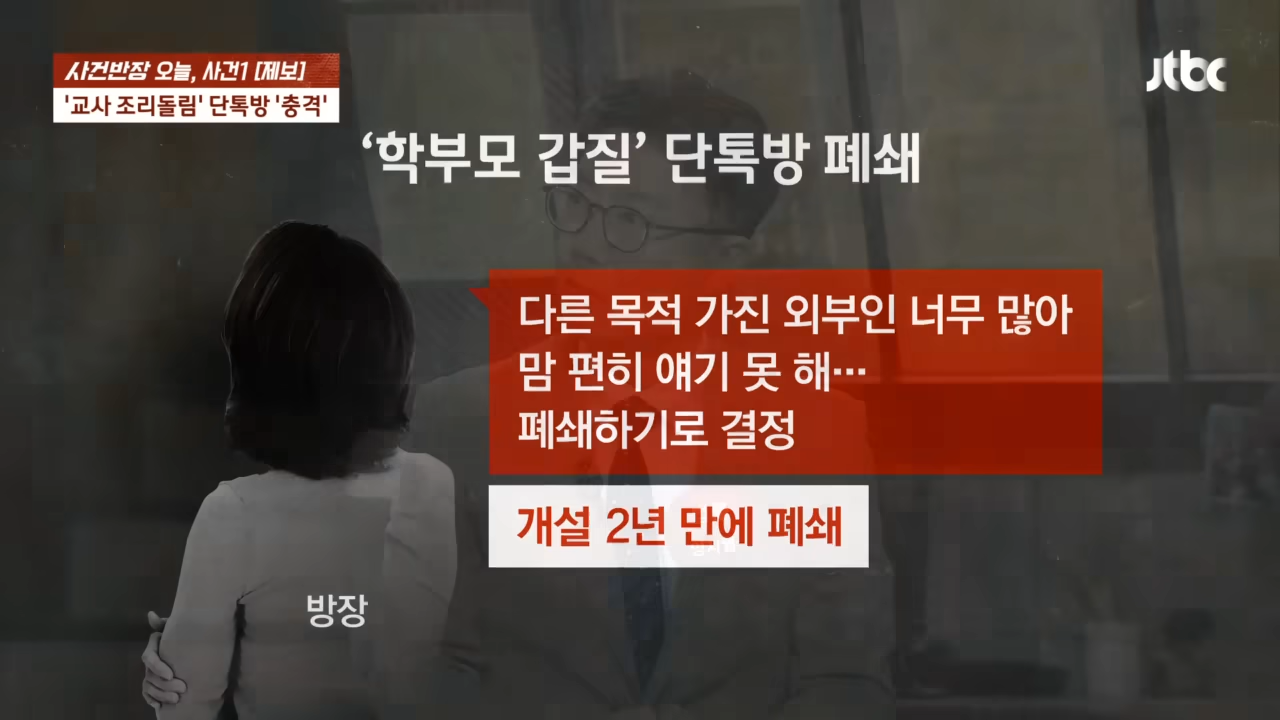 사건반장 오늘, 사건1 [제보]
'교사 조리돌림' 단톡방 '충격'
jtbc
‘학부모 갑질’ 단톡방 폐쇄
다른 목적 가진 외부인 너무 많아
맘 편히 얘기 못 해…
폐쇄하기로 결정
개설 2년 만에 폐쇄
방장